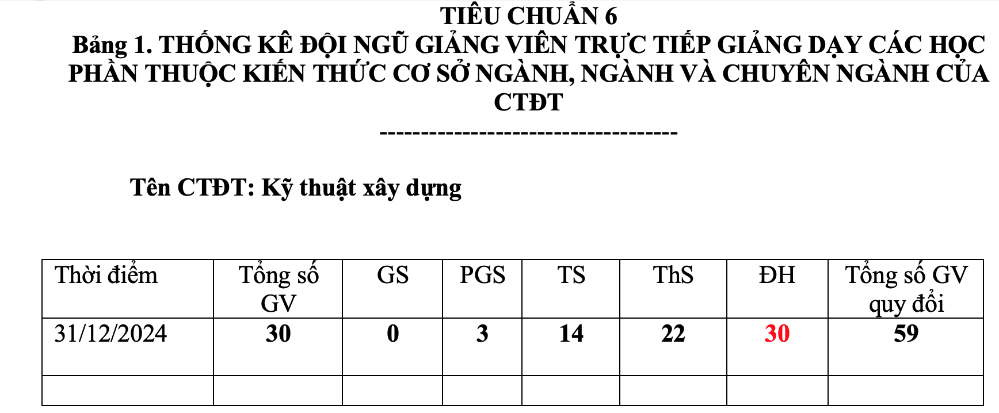 TIÊU CHUẨN 6
Bảng 1. THỐNG KÊ ĐỘI NGŨ GIẢNG VIÊN TRỰC TIẾP GIẢNG DẠY CÁC HỌC
PHẦN THUỘC KIẾN THỨC CƠ SỞ NGÀNH, NGÀNH VÀ CHUYÊN NGÀNH CỦA
CTĐT
------------------------------------
Tên CTĐT: Kỹ thuật xây dựng
Thời điểm Tổng số GV GS PGS TS ThS ĐH Tổng số GV quy đổi
31/12/2024 30 0 3 14 22 30 59